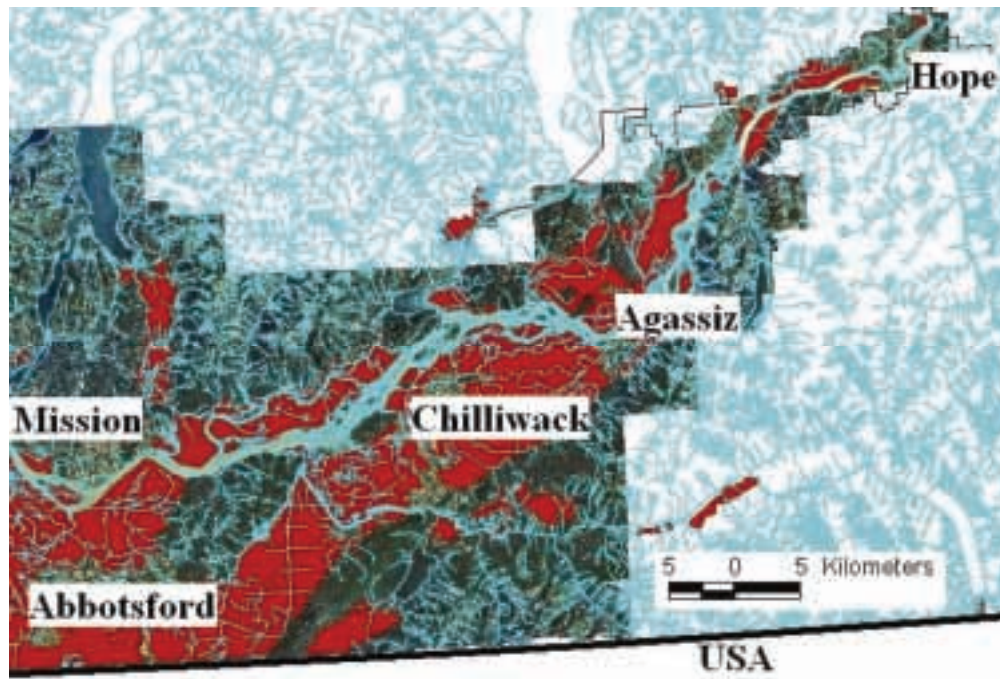 Hope
Agassiz
Mission
Chilliwack
5 0 5 Kilometers
Abbotsford
USA